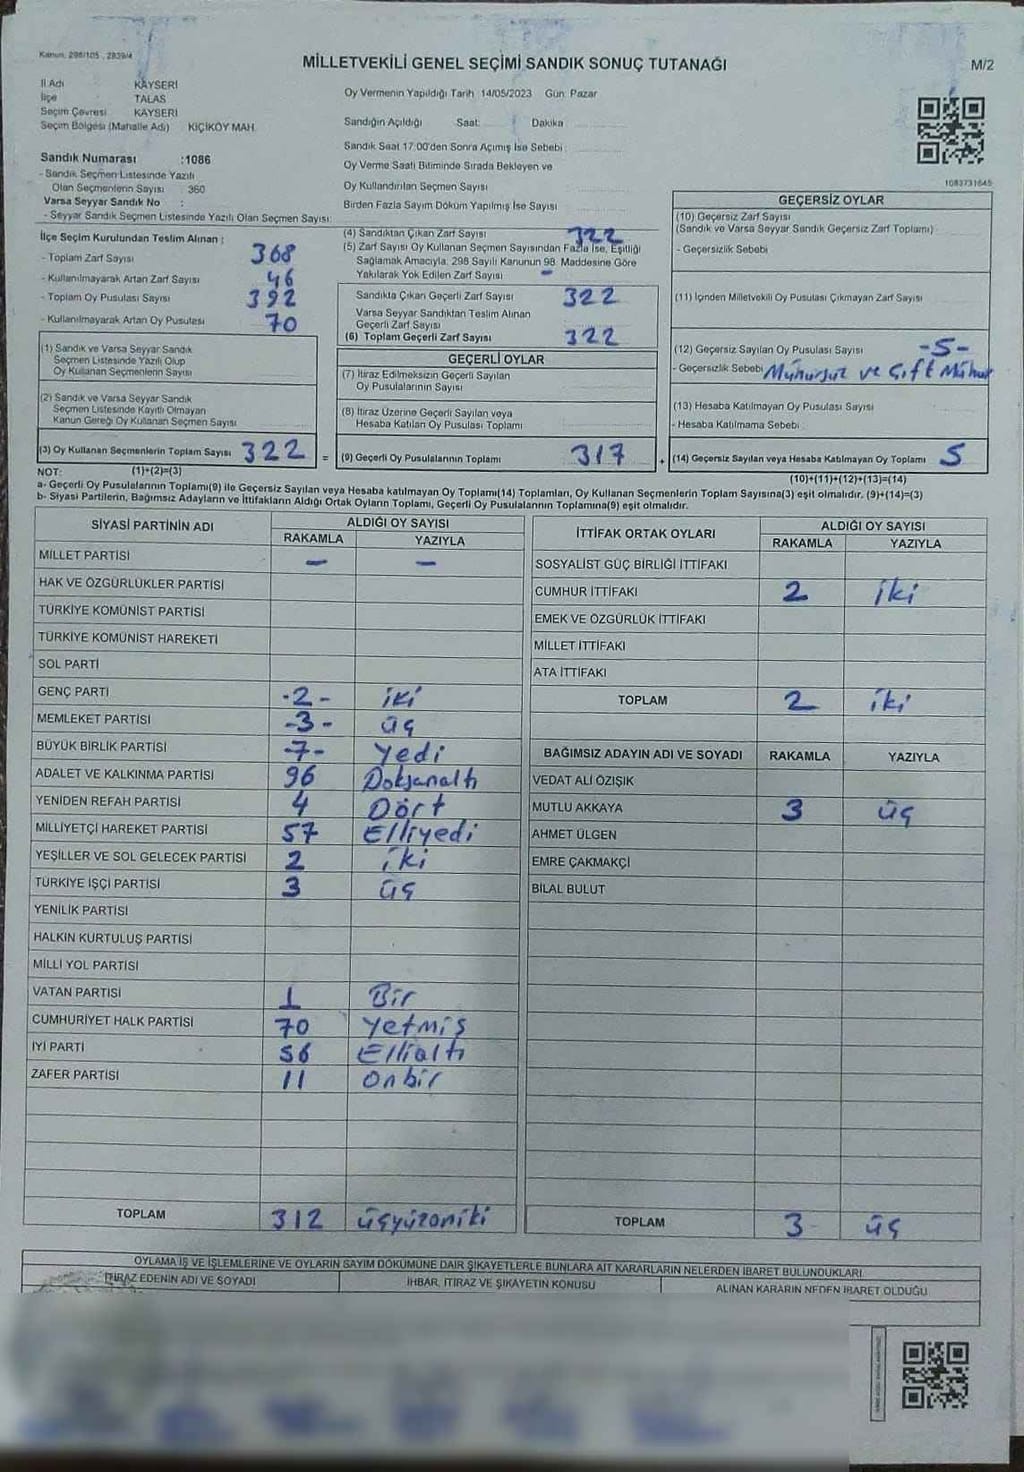 Kanun, 298/105 , 2839/4
MİLLETVEKİLİ GENEL SEÇİMİ SANDIK SONUÇ TUTANAĞI
M/2
İl Adı KAYSERİ
İlçe TALAS
Seçim Çevresi KAYSERİ
Seçim Bölgesi (Mahalle Adı) KIÇIKÖY MAH.
Sandık Numarası :1086
- Sandık Seçmen Listesinde Yazılı
Olan Seçmenlerin Sayısı 360
Varsa Seyyar Sandık No :
- Seyyar Sandık Seçmen Listesinde Yazılı Olan Seçmen Sayısı:
Oy Vermenin Yapıldığı Tarih 14/05/2023 Gün: Pazar
Sandığın Açıldığı Saat: Dakika
Sandık Saat 17:00'den Sonra Açımış İse Sebebi :
Oy Verme Saati Bitiminde Sırada Bekleyen ve
Oy Kullandırılan Seçmen Sayısı
Birden Fazla Sayım Döküm Yapılmış İse Sayısı
1083731645
İlçe Seçim Kurulundan Teslim Alınan :
- Toplam Zarf Sayısı 368
- Kullanılmayarak Artan Zarf Sayısı 46
- Toplam Oy Pusulası Sayısı 392
- Kullanılmayarak Artan Oy Pusulası 70
(1) Sandık ve Varsa Seyyar Sandık
Seçmen Listesinde Yazılı Olup
Oy Kullanan Seçmenlerin Sayısı
(2) Sandık ve Varsa Seyyar Sandık
Seçmen Listesinde Kayıtlı Olmayan
Kanun Gereği Oy Kullanan Seçmen Sayısı
(3) Oy Kullanan Seçmenlerin Toplam Sayısı 322 =
(4) Sandıktan Çıkan Zarf Sayısı 322
(5) Zarf Sayısı Oy Kullanan Seçmen Sayısından Fazla İse, Eşitliği
Sağlamak Amacıyla, 298 Sayılı Kanunun 98. Maddesine Göre
Yakılarak Yok Edilen Zarf Sayısı -
Sandıkta Çıkan Geçerli Zarf Sayısı 322
Varsa Seyyar Sandıktan Teslim Alınan
Geçerli Zarf Sayısı
(6) Toplam Geçerli Zarf Sayısı 322
GEÇERLİ OYLAR
(7) İtiraz Edilmeksizin Geçerli Sayılan
Oy Pusulalarının Sayısı
(8) İtiraz Üzerine Geçerli Sayılan veya
Hesaba Katılan Oy Pusulası Toplamı
(9) Geçerli Oy Pusulalarının Toplamı 317 +
GEÇERSİZ OYLAR
(10) Geçersiz Zarf Sayısı
(Sandık ve Varsa Seyyar Sandık Geçersiz Zarf Toplamı)
- Geçersizlik Sebebi
(11) İçinden Milletvekili Oy Pusulası Çıkmayan Zarf Sayısı
(12) Geçersiz Sayılan Oy Pusulası Sayısı -5-
- Geçersizlik Sebebi Mühürsüz ve Çift Mühür
(13) Hesaba Katılmayan Oy Pusulası Sayısı
- Hesaba Katılmama Sebebi
(14) Geçersiz Sayılan veya Hesaba Katılmayan Oy Toplamı 5
NOT: (1)+(2)=(3)
(10)+(11)+(12)+(13)=(14)
a- Geçerli Oy Pusulalarının Toplamı(9) ile Geçersiz Sayılan veya Hesaba katılmayan Oy Toplamı(14) Toplamları, Oy Kullanan Seçmenlerin Toplam Sayısına(3) eşit olmalıdır. (9)+(14)=(3)
b- Siyasi Partilerin, Bağımsız Adayların ve İttifakların Aldığı Ortak Oyların Toplamı, Geçerli Oy Pusulalarının Toplamına(9) eşit olmalıdır.
SİYASİ PARTİNİN ADI ALDIĞI OY SAYISI
RAKAMLA YAZIYLA
MİLLET PARTİSİ - -
HAK VE ÖZGÜRLÜKLER PARTİSİ
TÜRKİYE KOMÜNİST PARTİSİ
TÜRKİYE KOMÜNİST HAREKETİ
SOL PARTİ
GENÇ PARTİ -2- iki
MEMLEKET PARTİSİ -3- üç
BÜYÜK BİRLİK PARTİSİ -7- Yedi
ADALET VE KALKINMA PARTİSİ 96 Doksanaltı
YENİDEN REFAH PARTİSİ 4 Dört
MİLLİYETÇİ HAREKET PARTİSİ 57 Elliyedi
YEŞİLLER VE SOL GELECEK PARTİSİ 2 iki
TÜRKİYE İŞÇİ PARTİSİ 3 üç
YENİLİK PARTİSİ
HALKIN KURTULUŞ PARTİSİ
MİLLİ YOL PARTİSİ
VATAN PARTİSİ 1 Bir
CUMHURİYET HALK PARTİSİ 70 Yetmiş
İYİ PARTİ 56 Ellialtı
ZAFER PARTİSİ 11 Onbir
TOPLAM 312 üçyüzoniki
İTTİFAK ORTAK OYLARI ALDIĞI OY SAYISI
RAKAMLA YAZIYLA
SOSYALİST GÜÇ BİRLİĞİ İTTİFAKI
CUMHUR İTTİFAKI 2 iki
EMEK VE ÖZGÜRLÜK İTTİFAKI
MİLLET İTTİFAKI
ATA İTTİFAKI
TOPLAM 2 iki
BAĞIMSIZ ADAYIN ADI VE SOYADI RAKAMLA YAZIYLA
VEDAT ALİ ÖZIŞIK
MUTLU AKKAYA 3 üç
AHMET ÜLGEN
EMRE ÇAKMAKÇİ
BİLAL BULUT
TOPLAM 3 üç
OYLAMA İŞ VE İŞLEMLERİNE VE OYLARIN SAYIM DÖKÜMÜNE DAİR ŞİKAYETLERLE BUNLARA AİT KARARLARIN NELERDEN İBARET BULUNDUKLARI
İTİRAZ EDENİN ADI VE SOYADI İHBAR, İTİRAZ VE ŞİKAYETİN KONUSU ALINAN KARARIN NEDEN İBARET OLDUĞU